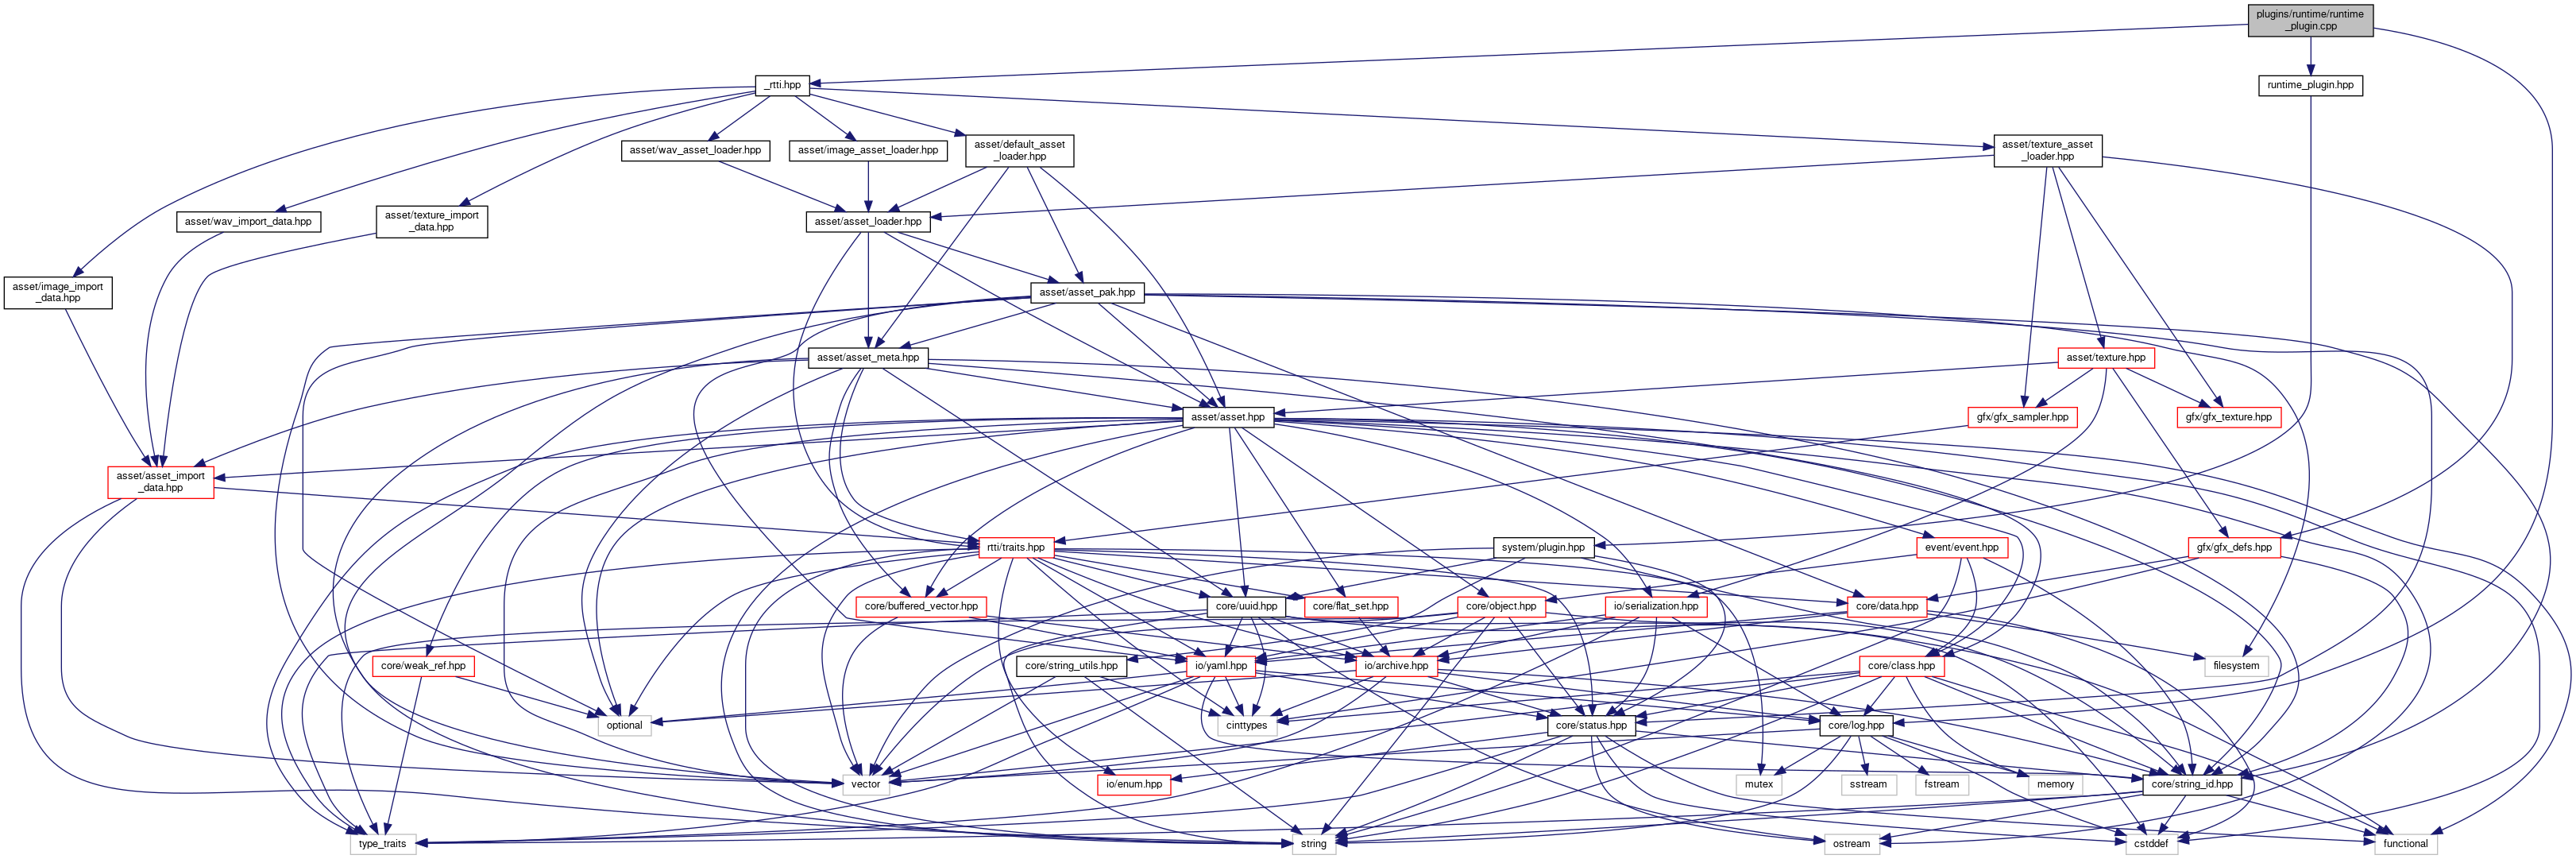 plugins/runtime/runtime
_plugin.cpp
_rtti.hpp
runtime_plugin.hpp
asset/wav_asset_loader.hpp
asset/image_asset_loader.hpp
asset/default_asset
_loader.hpp
asset/texture_asset
_loader.hpp
asset/wav_import_data.hpp
asset/texture_import
_data.hpp
asset/asset_loader.hpp
asset/image_import
_data.hpp
asset/asset_pak.hpp
asset/asset_meta.hpp
asset/texture.hpp
asset/asset.hpp
gfx/gfx_sampler.hpp
gfx/gfx_texture.hpp
asset/asset_import
_data.hpp
rtti/traits.hpp
system/plugin.hpp
event/event.hpp
gfx/gfx_defs.hpp
core/buffered_vector.hpp
core/uuid.hpp
core/flat_set.hpp
core/object.hpp
io/serialization.hpp
core/data.hpp
core/weak_ref.hpp
core/string_utils.hpp
io/yaml.hpp
io/archive.hpp
core/class.hpp
filesystem
optional
cinttypes
core/status.hpp
core/log.hpp
vector
io/enum.hpp
mutex
sstream
fstream
memory
core/string_id.hpp
type_traits
string
ostream
cstddef
functional